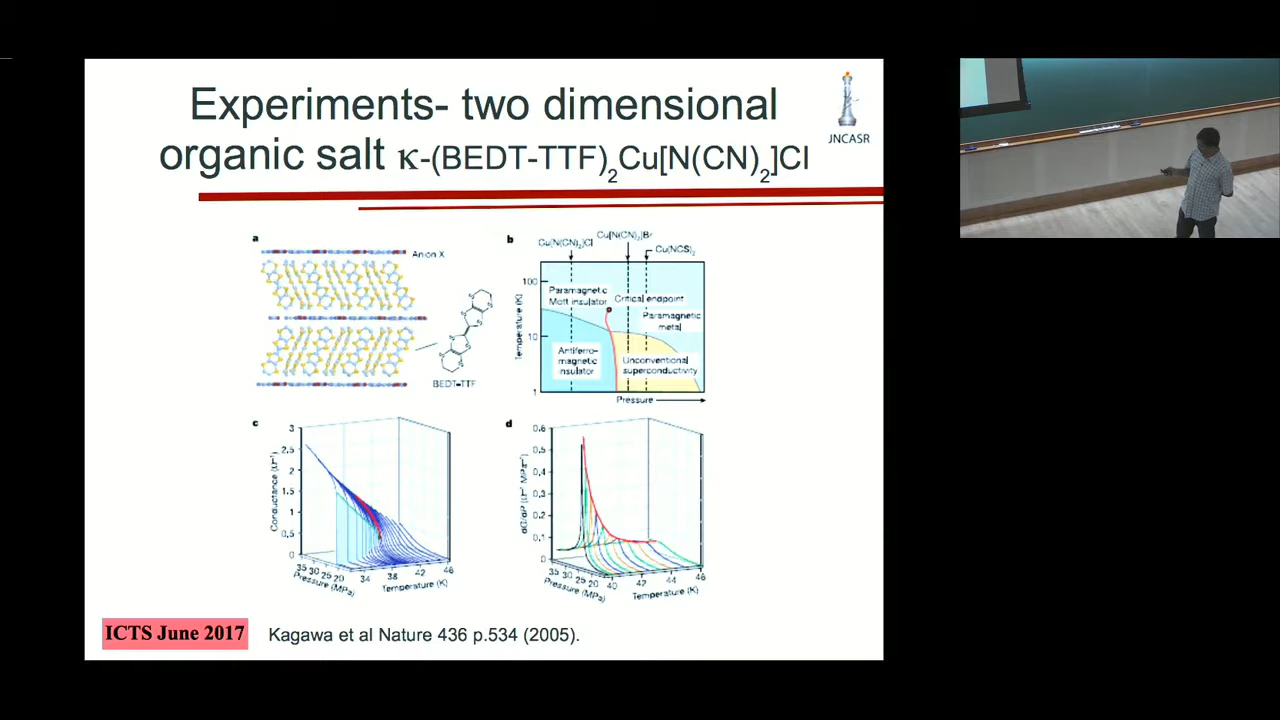 Experiments- two dimensional
organic salt κ-(BEDT-TTF)₂Cu[N(CN)₂]Cl
JNCASR
a
Anion X
BEDT–TTF
b
Cu[N(CN)₂]Cl
Cu[N(CN)₂]Br
Cu(NCS)₂
Temperature (K)
100
10
1
Paramagnetic
Mott insulator
Critical endpoint
Paramagnetic
metal
Antiferro-
magnetic
insulator
Unconventional
superconductivity
Pressure
c
Conductance (Ω⁻¹)
3
2.5
2
1.5
1
0.5
0
35 30 25 20
Pressure (MPa)
34 38 42 46
Temperature (K)
d
dG/dP (Ω⁻¹ MPa⁻¹)
0.6
0.5
0.4
0.3
0.2
0.1
0
35 30 25 20
Pressure (MPa)
40 42 44 46
Temperature (K)
ICTS June 2017
Kagawa et al Nature 436 p.534 (2005).